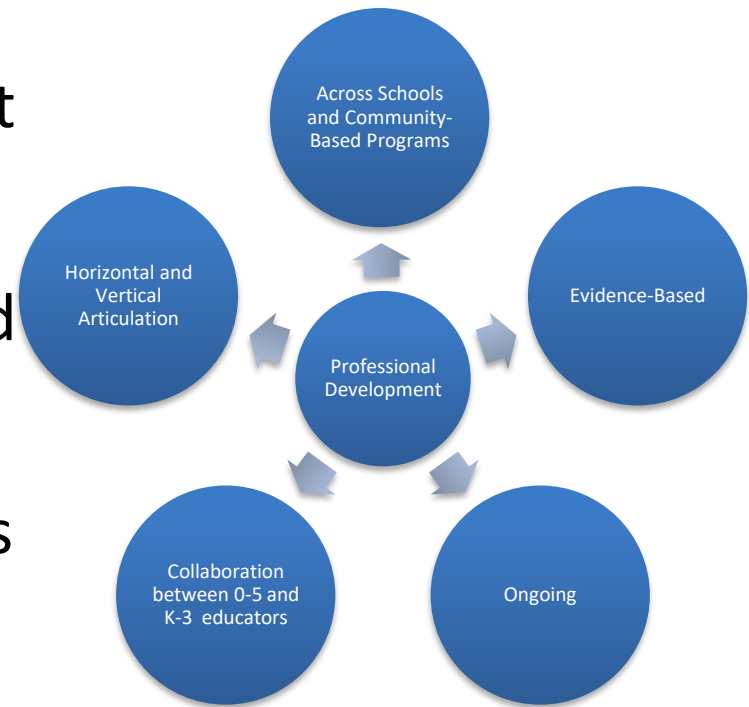 t
d
s
Across Schools
and Community-
Based Programs
Evidence-Based
Ongoing
Collaboration
between 0-5 and
K-3 educators
Horizontal and
Vertical
Articulation
Professional
Development